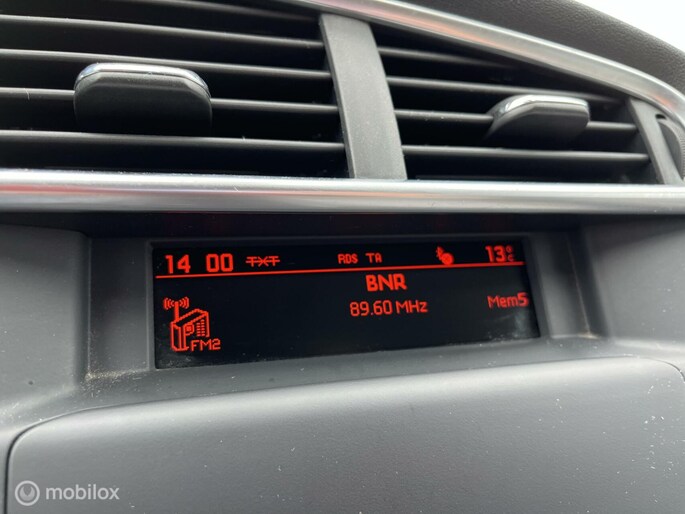 14 00 TXT RDS TA 13°C
BNR
89.60 MHz Mem5
FM2
mobilox